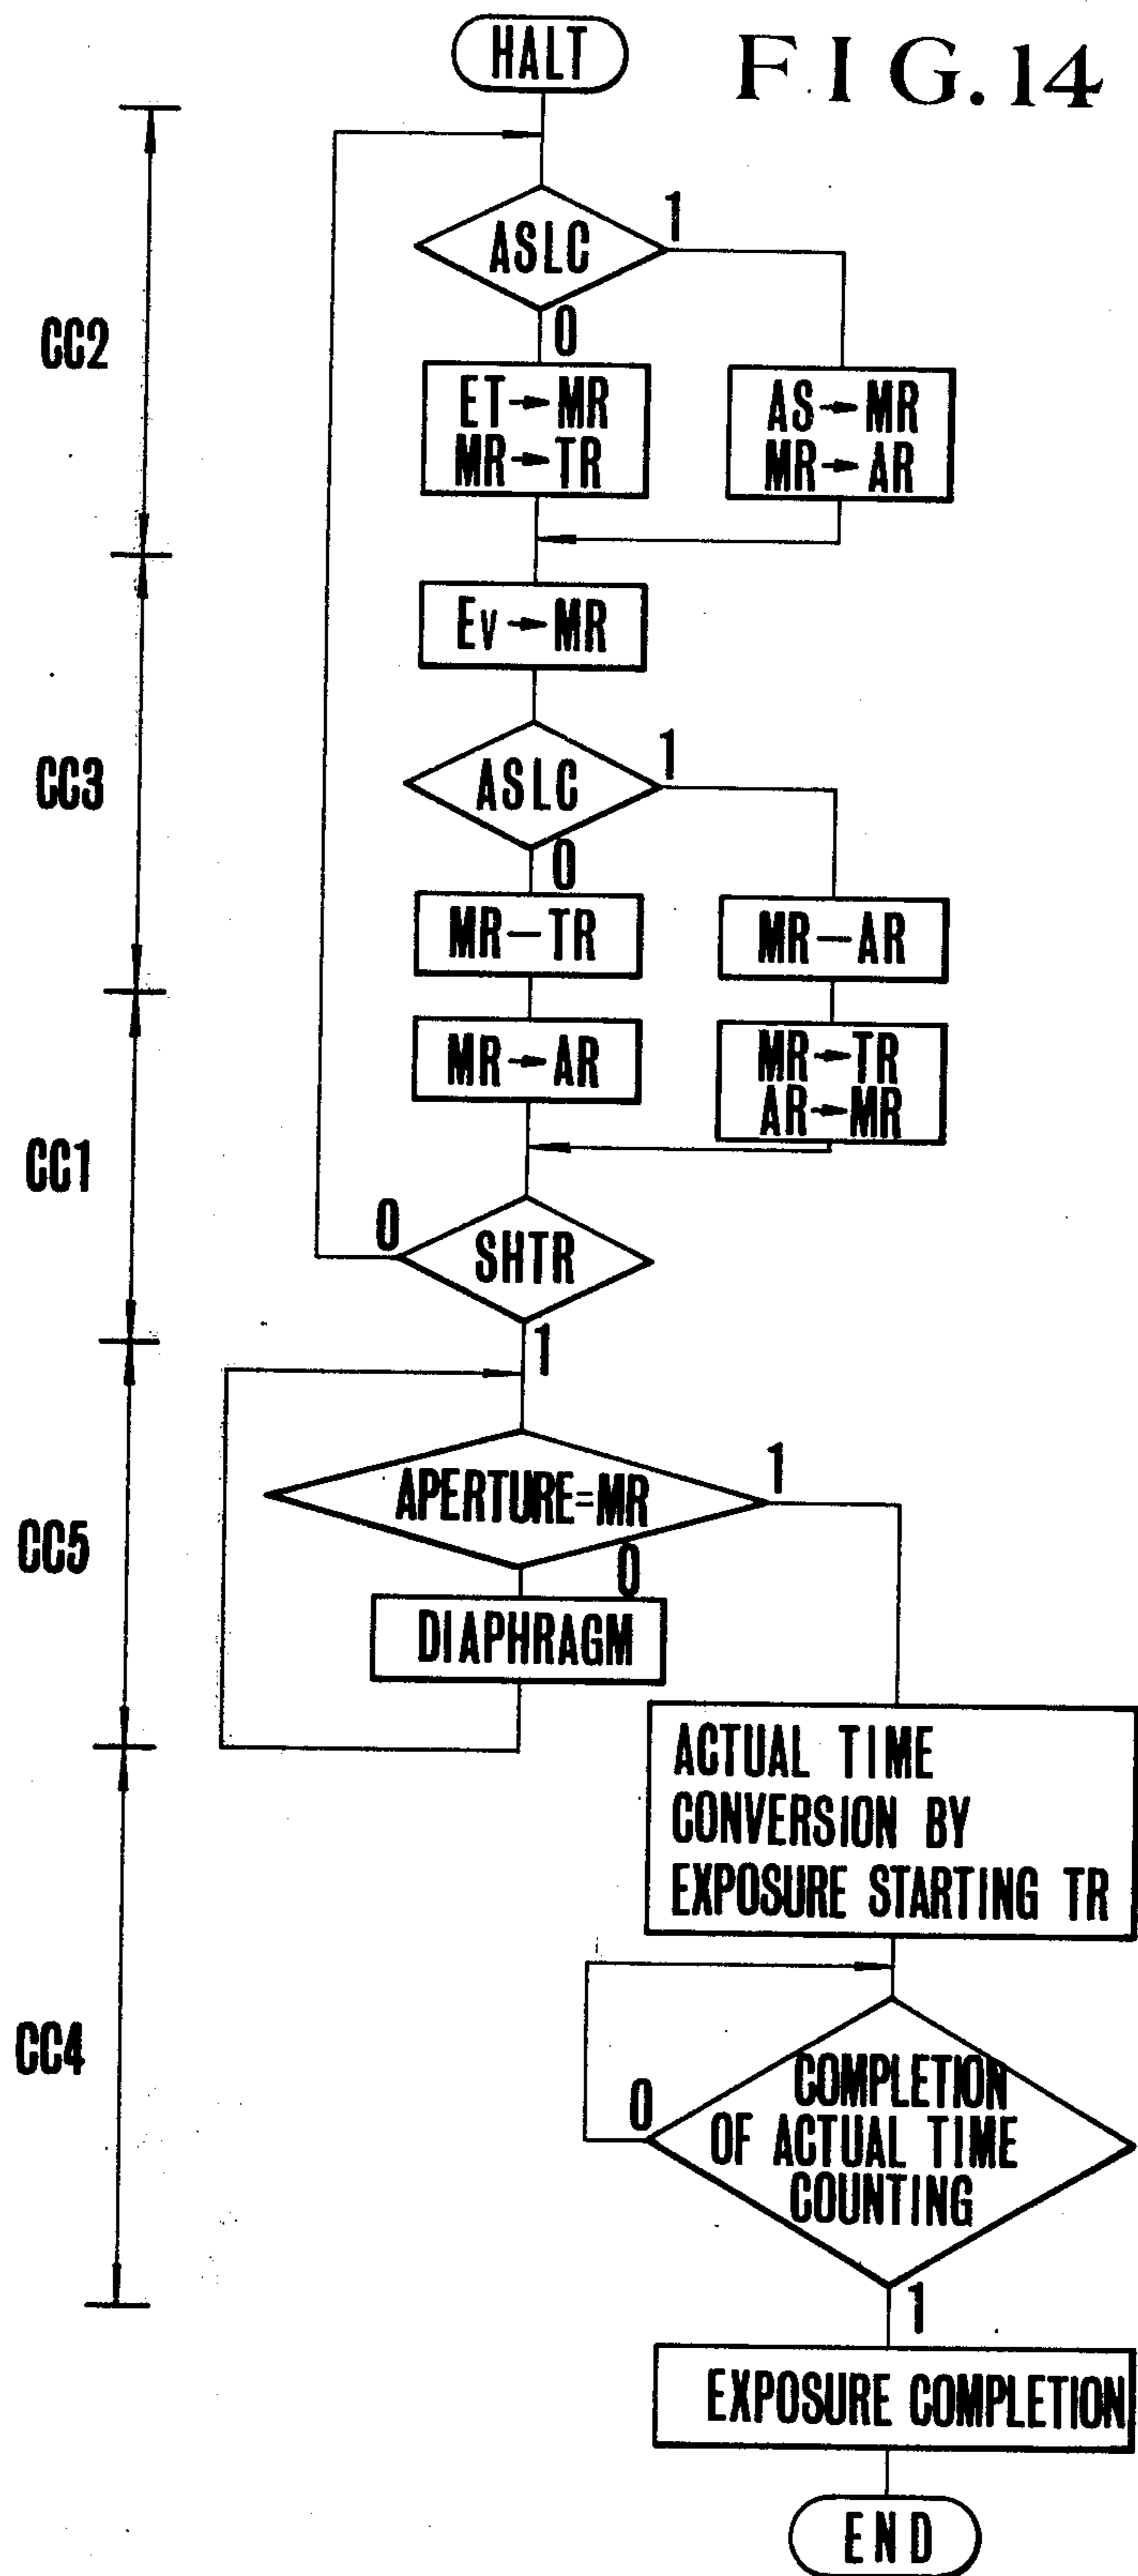 HALT
FIG.14
ASLC
1
0
CC2
ET→MR
MR→TR
AS→MR
MR→AR
Ev→MR
ASLC
1
0
CC3
MR−TR
MR−AR
MR→AR
MR→TR
AR→MR
CC1
0
SHTR
1
APERTURE=MR
1
0
CC5
DIAPHRAGM
ACTUAL TIME
CONVERSION BY
EXPOSURE STARTING TR
CC4
0
COMPLETION
OF ACTUAL TIME
COUNTING
1
EXPOSURE COMPLETION
END